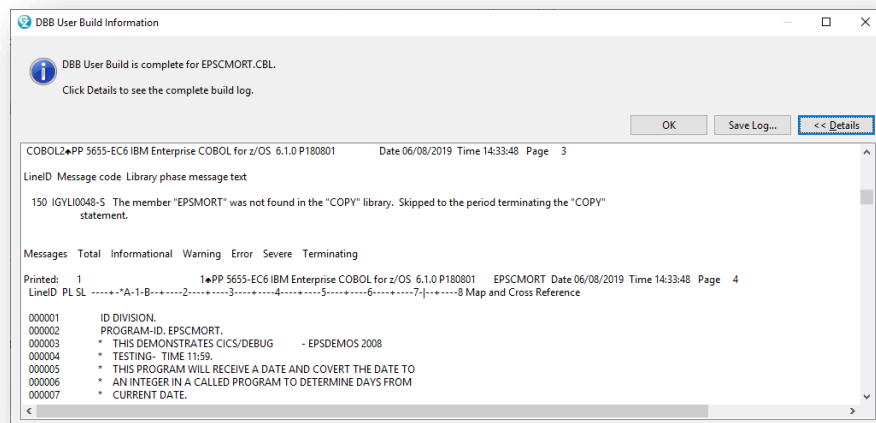 DBB User Build Information
DBB User Build is complete for EPSCMORT.CBL.
Click Details to see the complete build log.
OK
Save Log...
<< Details
COBOL2♠PP 5655-EC6 IBM Enterprise COBOL for z/OS 6.1.0 P180801 Date 06/08/2019 Time 14:33:48 Page 3
LineID Message code Library phase message text
150 IGYLI0048-S The member "EPSMORT" was not found in the "COPY" library. Skipped to the period terminating the "COPY"
statement.
Messages Total Informational Warning Error Severe Terminating
Printed: 1 1♠PP 5655-EC6 IBM Enterprise COBOL for z/OS 6.1.0 P180801 EPSCMORT Date 06/08/2019 Time 14:33:48 Page 4
LineID PL SL ----+-*A-1-B--+----2----+----3----+----4----+----5----+----6----+----7-|--+----8 Map and Cross Reference
000001 ID DIVISION.
000002 PROGRAM-ID. EPSCMORT.
000003 * THIS DEMONSTRATES CICS/DEBUG - EPSDEMOS 2008
000004 * TESTING- TIME 11:59.
000005 * THIS PROGRAM WILL RECEIVE A DATE AND COVERT THE DATE TO
000006 * AN INTEGER IN A CALLED PROGRAM TO DETERMINE DAYS FROM
000007 * CURRENT DATE.